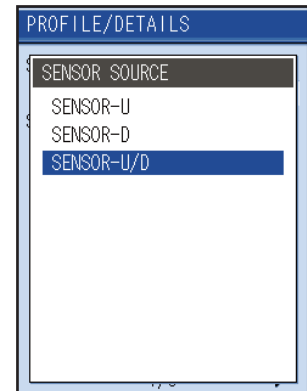 PROFILE/DETAILS
SENSOR SOURCE
SENSOR-U
SENSOR-D
SENSOR-U/D